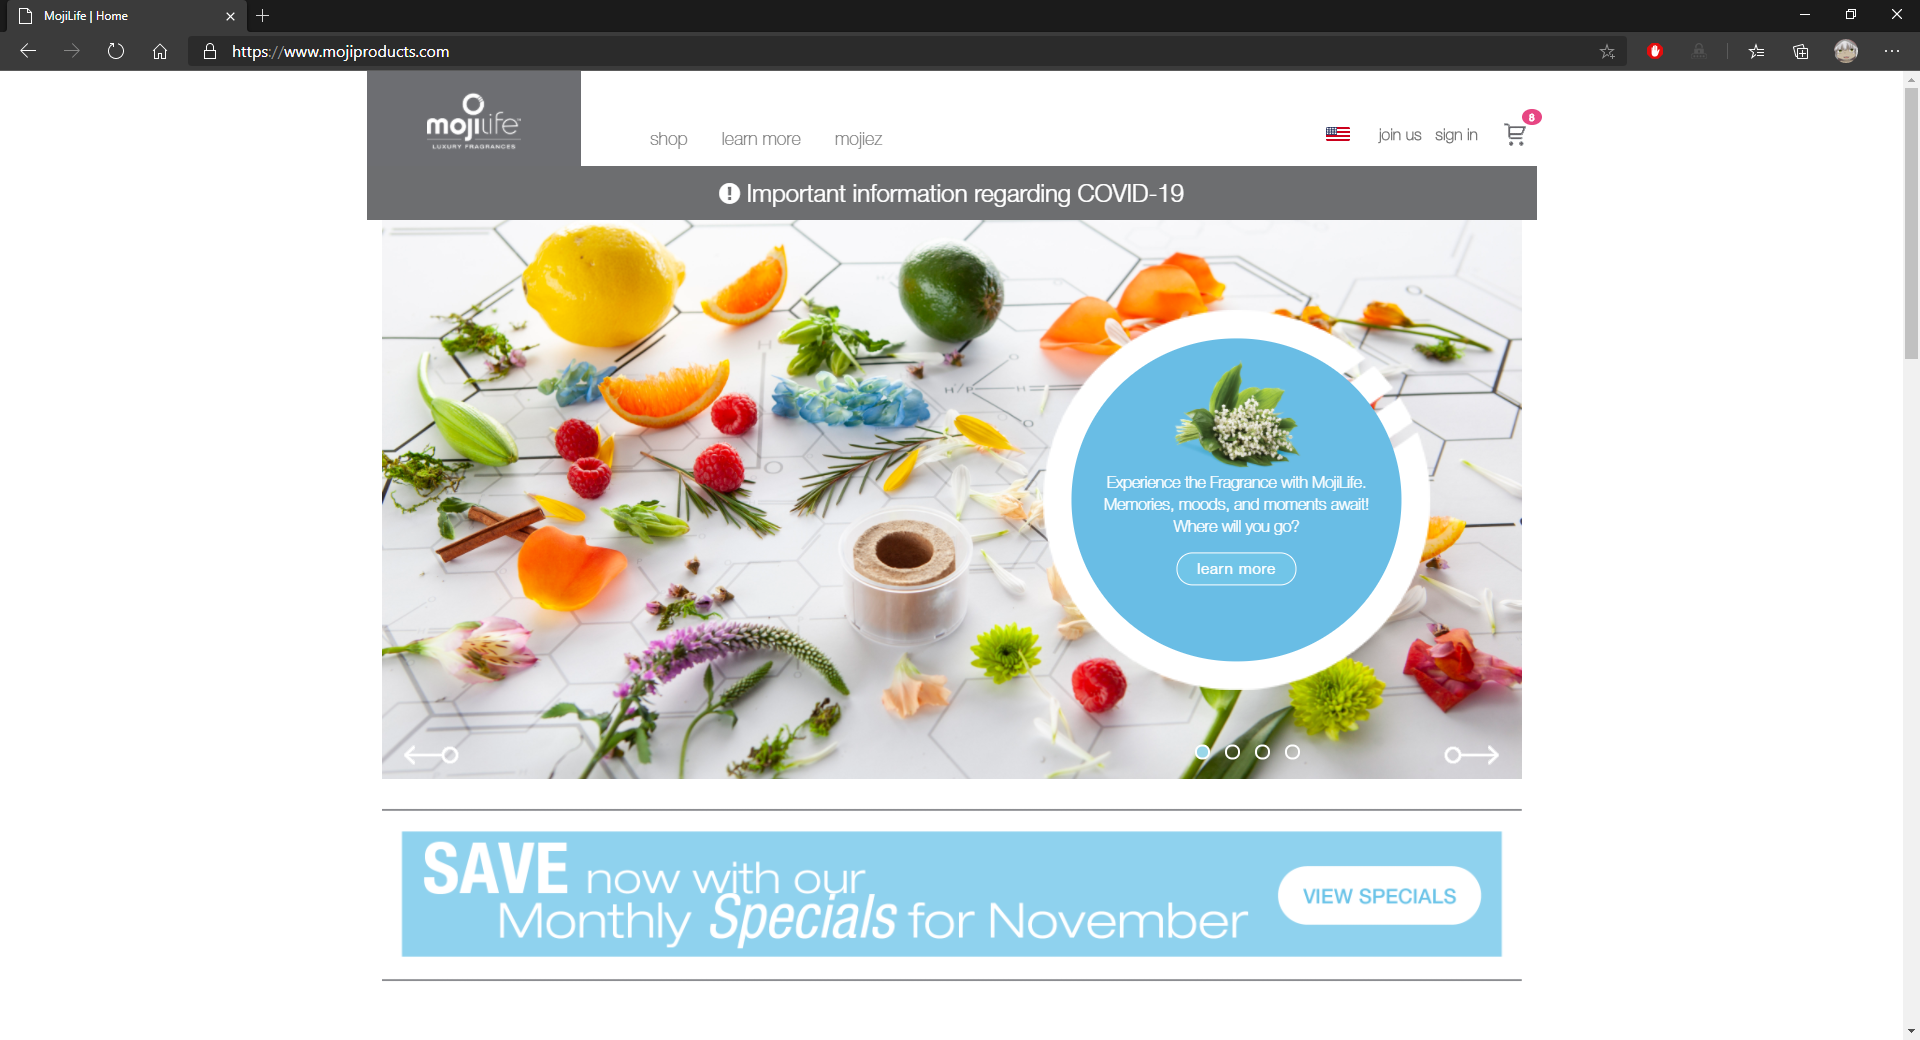 MojiLife | Home
https://www.mojiproducts.com
mojilife™
LUXURY FRAGRANCES
shop learn more mojiez
join us sign in 8
! Important information regarding COVID-19
Experience the Fragrance with MojiLife.
Memories, moods, and moments await!
Where will you go?
learn more
SAVE now with our
Monthly Specials for November
VIEW SPECIALS